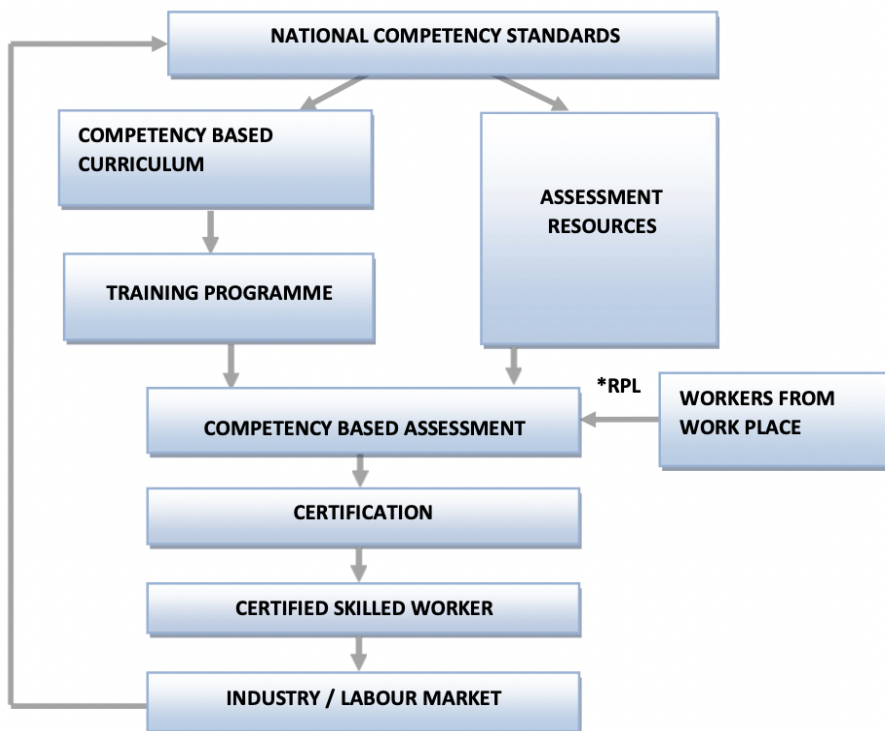 NATIONAL COMPETENCY STANDARDS
COMPETENCY BASED
CURRICULUM
ASSESSMENT
RESOURCES
TRAINING PROGRAMME
*RPL
WORKERS FROM
WORK PLACE
COMPETENCY BASED ASSESSMENT
CERTIFICATION
CERTIFIED SKILLED WORKER
INDUSTRY / LABOUR MARKET